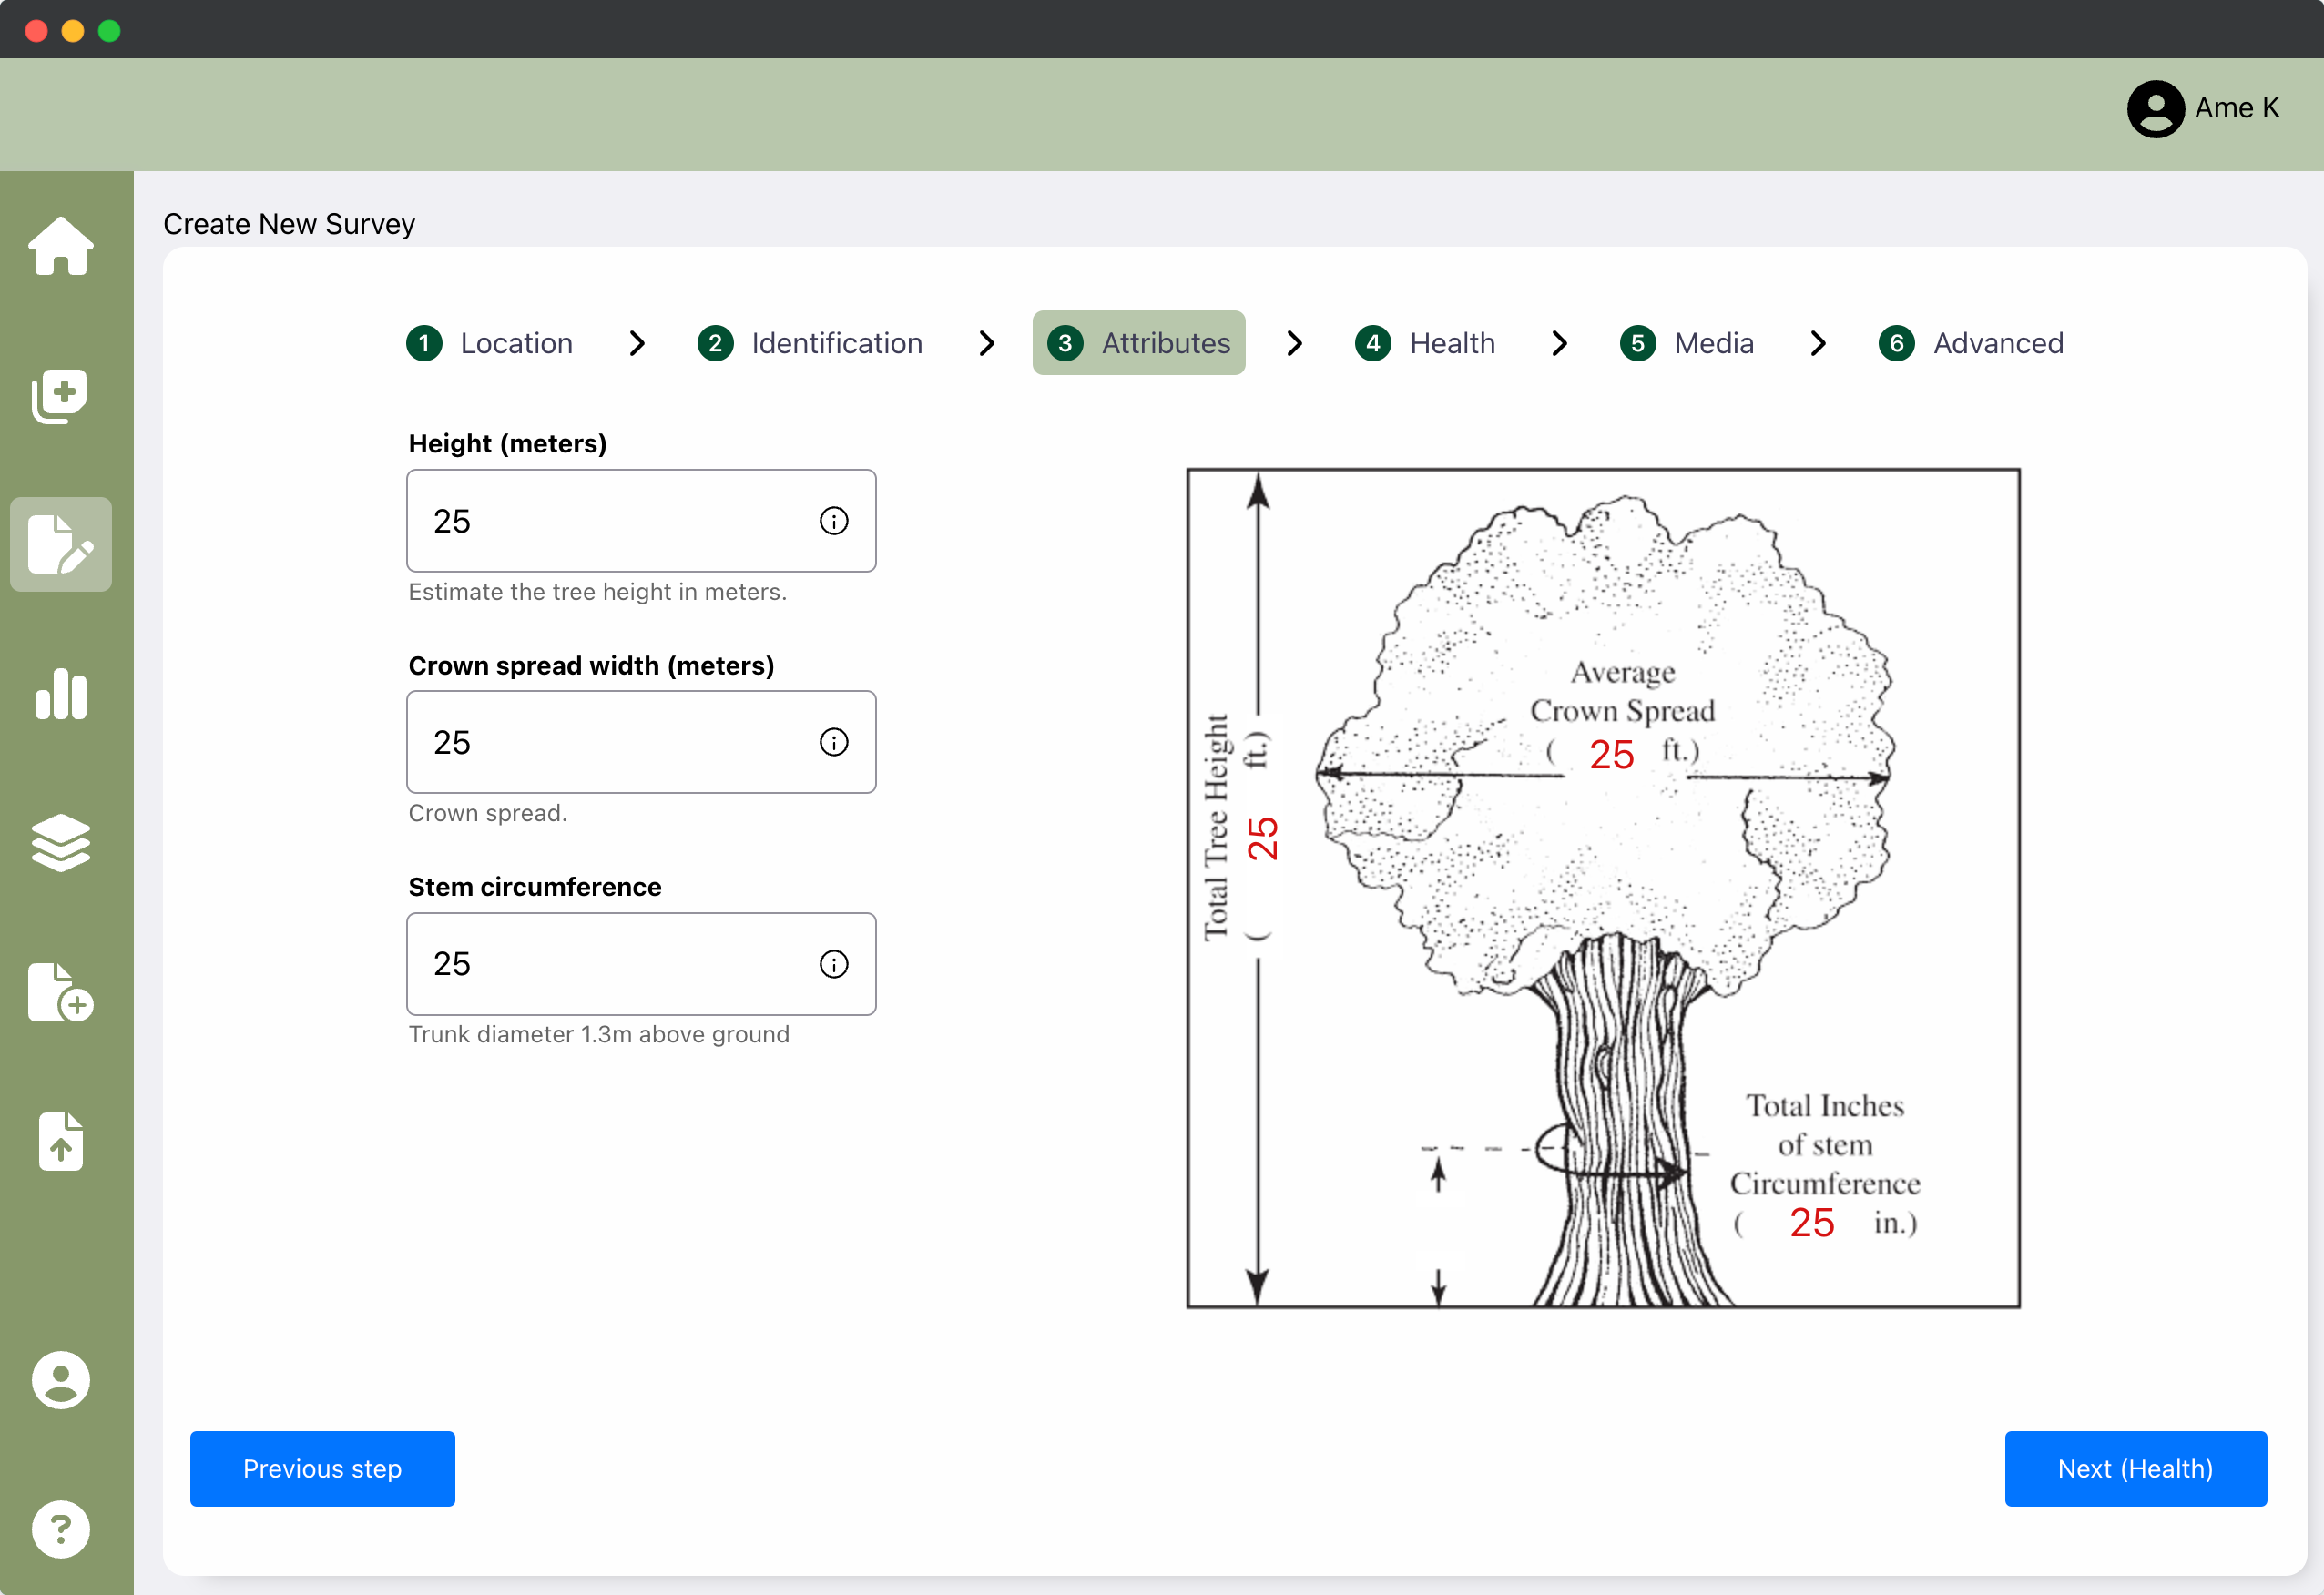 Ame K
Create New Survey
1 Location
2 Identification
3 Attributes
4 Health
5 Media
6 Advanced
Height (meters)
25
Estimate the tree height in meters.
Crown spread width (meters)
25
Crown spread.
Stem circumference
25
Trunk diameter 1.3m above ground
Total Tree Height
( 25 ft.)
Average
Crown Spread
( 25 ft.)
Total Inches
of stem
Circumference
( 25 in.)
Previous step
Next (Health)